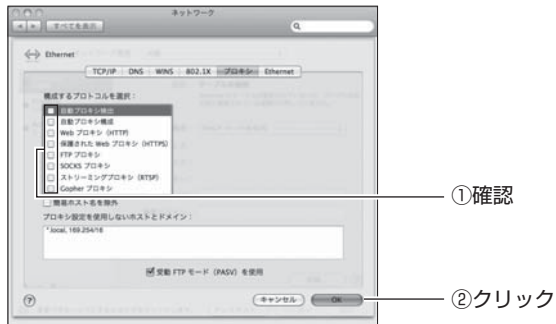 ネットワーク
すべてを表示
Ethernet
TCP/IP DNS WINS 802.1X プロキシ Ethernet
構成するプロトコルを選択：
自動プロキシ検出
自動プロキシ構成
Web プロキシ (HTTP)
保護された Web プロキシ (HTTPS)
FTP プロキシ
SOCKS プロキシ
ストリーミングプロキシ (RTSP)
Gopher プロキシ
①確認
簡易ホスト名を除外
プロキシ設定を使用しないホストとドメイン：
*.local, 169.254/16
受動 FTP モード (PASV) を使用
? キャンセル OK
②クリック